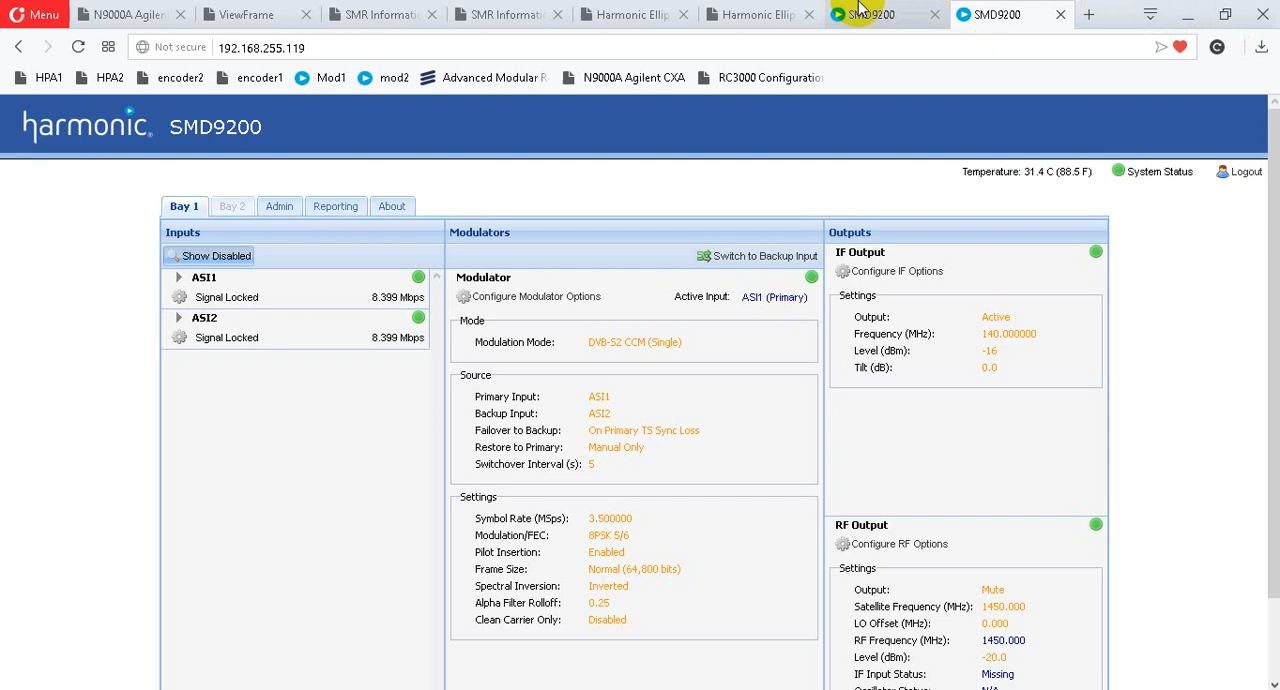 Menu N9000A Agilent ViewFrame SMR Informati SMR Informati Harmonic Ellip Harmonic Ellip SMD9200 SMD9200
Not secure 192.168.255.119
HPA1 HPA2 encoder2 encoder1 Mod1 mod2 Advanced Modular R N9000A Agilent CXA RC3000 Configuration
harmonic. SMD9200
Temperature: 31.4 C (88.5 F) System Status Logout
Bay 1 Bay 2 Admin Reporting About
Inputs
Show Disabled
ASI1
Signal Locked 8.399 Mbps
ASI2
Signal Locked 8.399 Mbps
Modulators
Switch to Backup Input
Modulator
Configure Modulator Options Active Input: ASI1 (Primary)
Mode
Modulation Mode: DVB-S2 CCM (Single)
Source
Primary Input: ASI1
Backup Input: ASI2
Failover to Backup: On Primary TS Sync Loss
Restore to Primary: Manual Only
Switchover Interval (s): 5
Settings
Symbol Rate (MSps): 3.500000
Modulation/FEC: 8PSK 5/6
Pilot Insertion: Enabled
Frame Size: Normal (64,800 bits)
Spectral Inversion: Inverted
Alpha Filter Rolloff: 0.25
Clean Carrier Only: Disabled
Outputs
IF Output
Configure IF Options
Settings
Output: Active
Frequency (MHz): 140.000000
Level (dBm): -16
Tilt (dB): 0.0
RF Output
Configure RF Options
Settings
Output: Mute
Satellite Frequency (MHz): 1450.000
LO Offset (MHz): 0.000
RF Frequency (MHz): 1450.000
Level (dBm): -20.0
IF Input Status: Missing
Oscillator Status: N/A